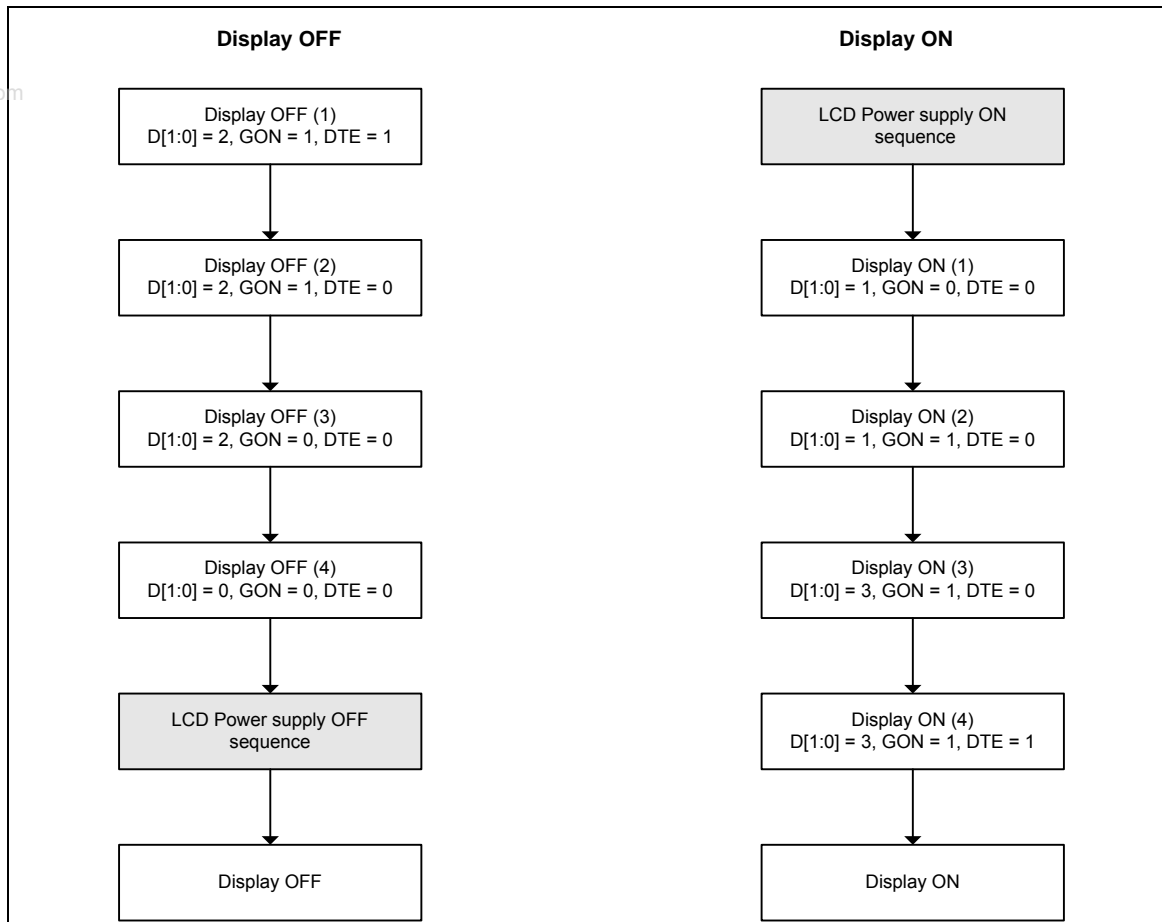 Display OFF
Display OFF (1)
D[1:0] = 2, GON = 1, DTE = 1
Display OFF (2)
D[1:0] = 2, GON = 1, DTE = 0
Display OFF (3)
D[1:0] = 2, GON = 0, DTE = 0
Display OFF (4)
D[1:0] = 0, GON = 0, DTE = 0
LCD Power supply OFF
sequence
Display OFF
Display ON
LCD Power supply ON
sequence
Display ON (1)
D[1:0] = 1, GON = 0, DTE = 0
Display ON (2)
D[1:0] = 1, GON = 1, DTE = 0
Display ON (3)
D[1:0] = 3, GON = 1, DTE = 0
Display ON (4)
D[1:0] = 3, GON = 1, DTE = 1
Display ON